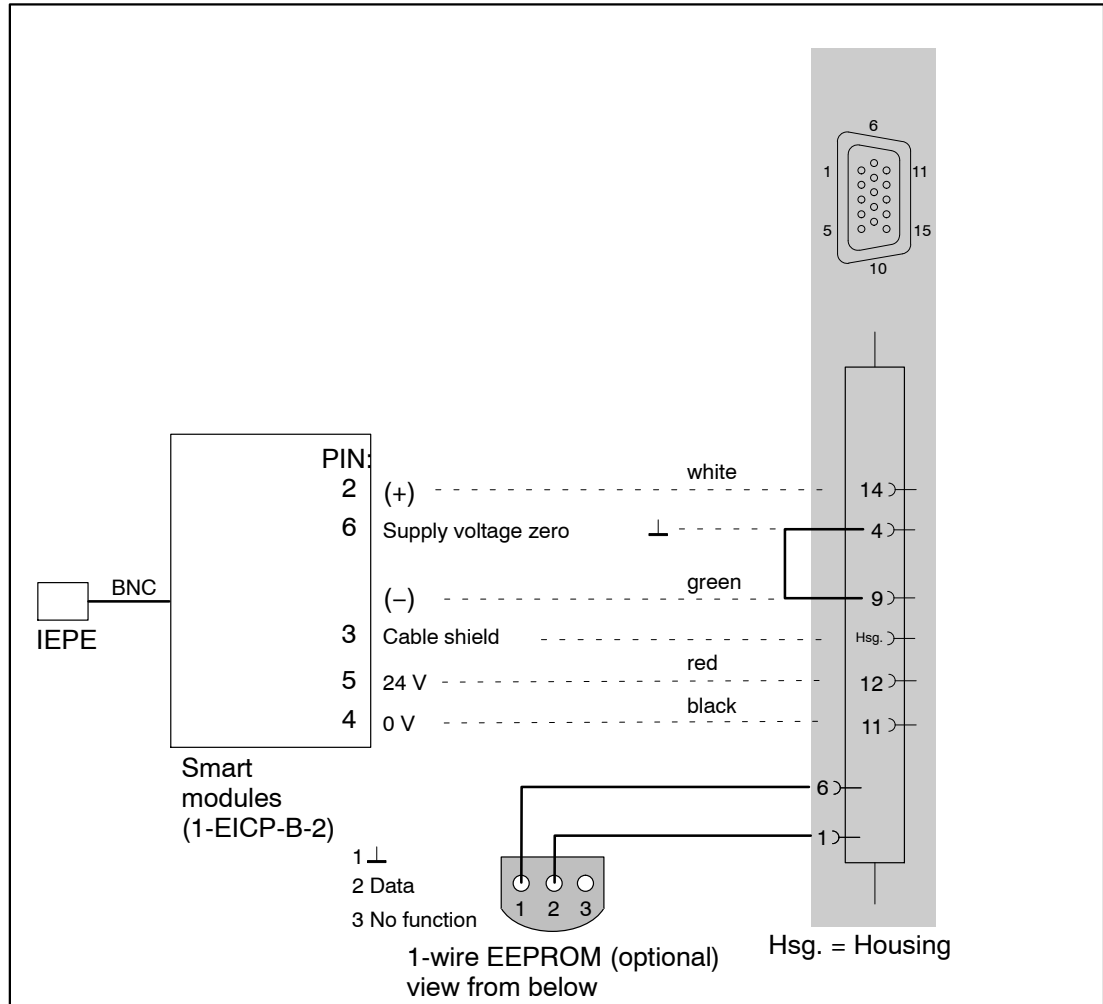 6
1 11
5 15
10
PIN:
2 (+) white 14
6 Supply voltage zero ⊥ 4
BNC
(−) green 9
IEPE
3 Cable shield Hsg.
5 24 V red 12
4 0 V black 11
Smart
modules
(1-EICP-B-2)
6
1
1 ⊥
2 Data
3 No function
1 2 3
1-wire EEPROM (optional)
view from below
Hsg. = Housing